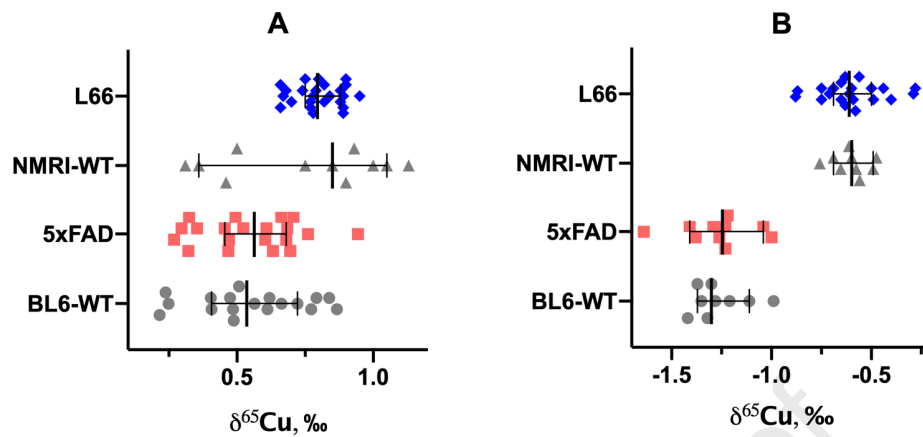 A
B
L66
NMRI-WT
5xFAD
BL6-WT
0.5
1.0
δ⁶⁵Cu, ‰
L66
NMRI-WT
5xFAD
BL6-WT
-1.5
-1.0
-0.5
δ⁶⁵Cu, ‰